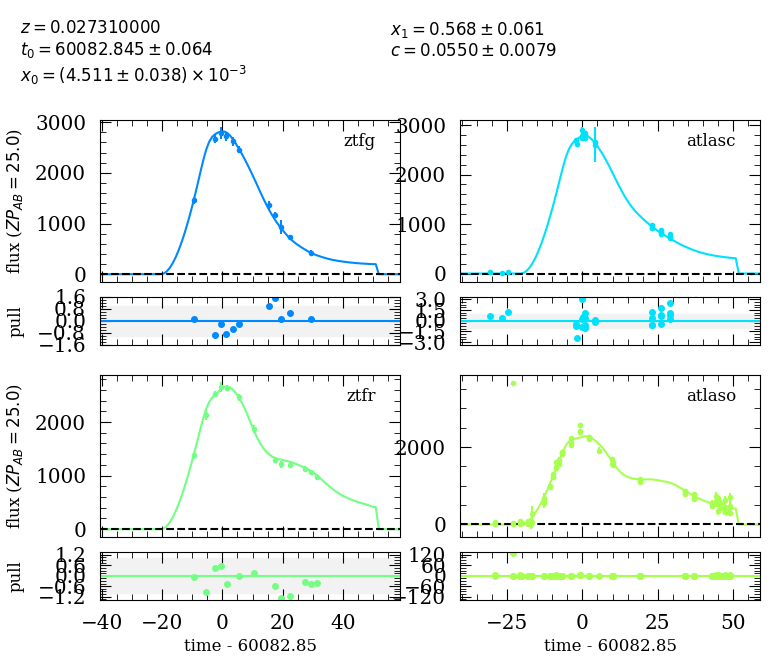 z = 0.027310000
t₀ = 60082.845 ± 0.064
x₀ = (4.511 ± 0.038) × 10⁻³
x₁ = 0.568 ± 0.061
c = 0.0550 ± 0.0079
flux (ZP_AB = 25.0)
3000
2000
1000
0
ztfg
3000
2000
1000
0
atlasc
pull
1.6
0.8
0.0
−0.8
−1.6
3.0
1.5
0.0
−1.5
−3.0
flux (ZP_AB = 25.0)
2000
1000
0
ztfr
2000
0
atlaso
pull
1.2
0.6
0.0
−0.6
−1.2
120
60
0
−60
−120
−40 −20 0 20 40
−25 0 25 50
time - 60082.85
time - 60082.85